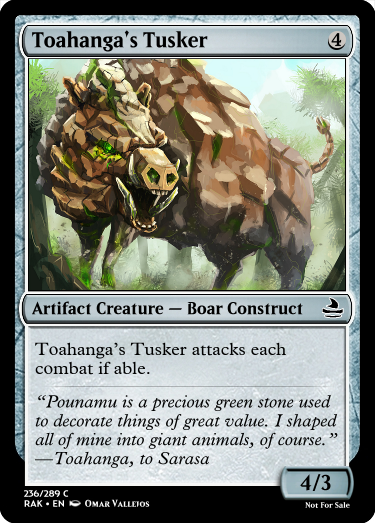 Toahanga's Tusker 4
Artifact Creature — Boar Construct
Toahanga's Tusker attacks each
combat if able.
“Pounamu is a precious green stone used
to decorate things of great value. I shaped
all of mine into giant animals, of course.”
—Toahanga, to Sarasa
4/3
236/289 C
RAK • EN Omar Vallejos
Not For Sale